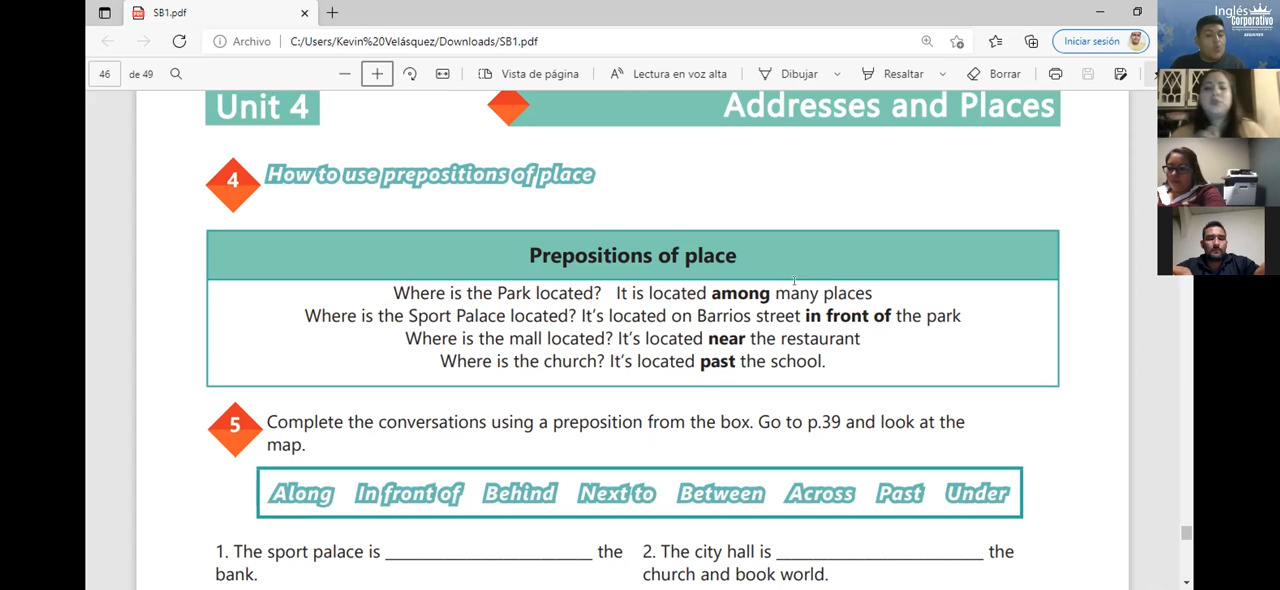 SB1.pdf
Archivo
C:/Users/Kevin%20Velásquez/Downloads/SB1.pdf
Iniciar sesión
46
de 49
Vista de página
Lectura en voz alta
Dibujar
Resaltar
Borrar
Inglés
Corporativo
Unit 4
Addresses and Places
4
How to use prepositions of place
Prepositions of place
Where is the Park located? It is located among many places
Where is the Sport Palace located? It's located on Barrios street in front of the park
Where is the mall located? It's located near the restaurant
Where is the church? It's located past the school.
5
Complete the conversations using a preposition from the box. Go to p.39 and look at the
map.
Along In front of Behind Next to Between Across Past Under
1. The sport palace is ______________________ the
bank.
2. The city hall is ______________________ the
church and book world.